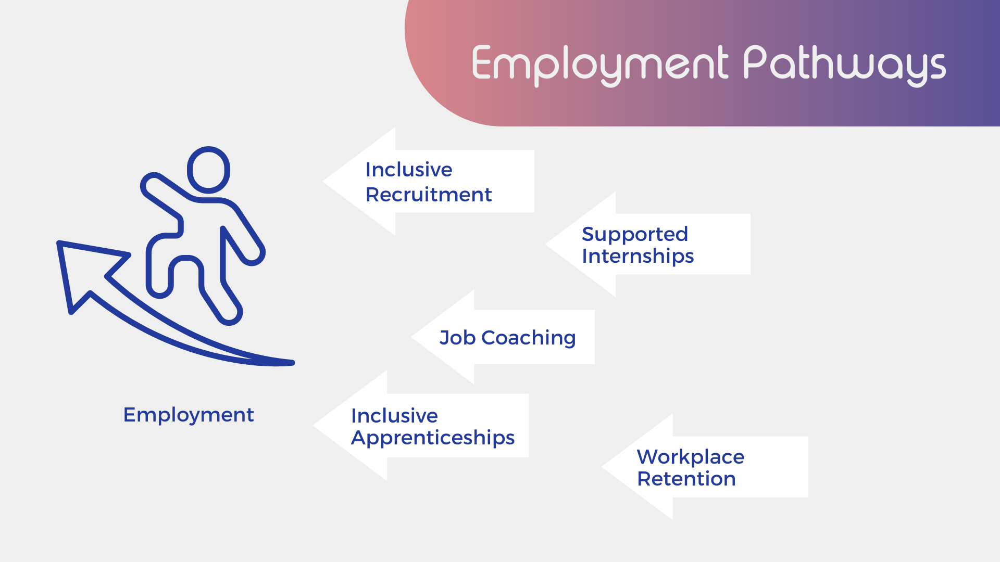 Employment Pathways
Inclusive
Recruitment
Supported
Internships
Job Coaching
Employment
Inclusive
Apprenticeships
Workplace
Retention